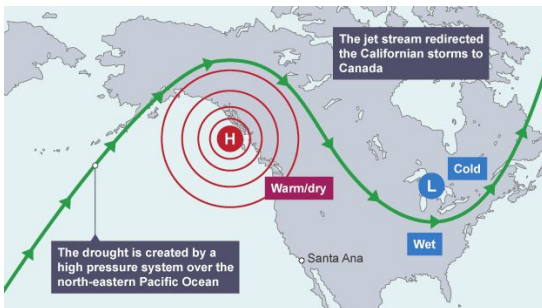 The jet stream redirected
the Californian storms to
Canada
H
Warm/dry
Cold
L
Wet
Santa Ana
The drought is created by a
high pressure system over the
north-eastern Pacific Ocean